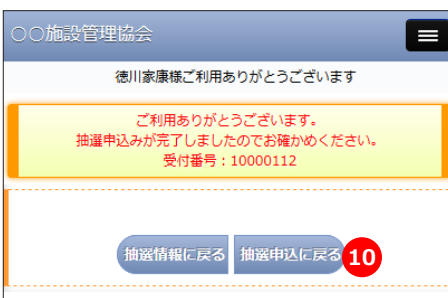 〇〇施設管理協会
徳川家康様ご利用ありがとうございます
ご利用ありがとうございます。
抽選申込みが完了しましたのでお確かめください。
受付番号：10000112
抽選情報に戻る 抽選申込に戻る 10